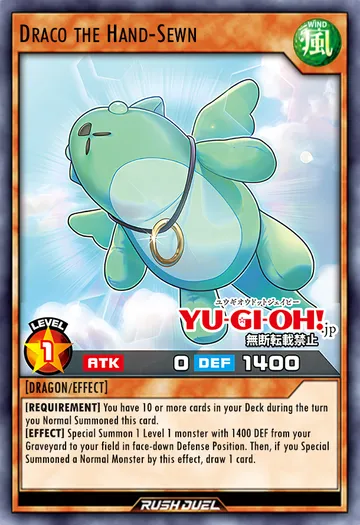 DRACO THE HAND-SEWN
WIND
風
ユウギオウドットジェイピー
YU-GI-OH!.jp
無断転載禁止
LEVEL
1
ATK 0 DEF 1400
[DRAGON/EFFECT]
[REQUIREMENT] You have 10 or more cards in your Deck during the turn
you Normal Summoned this card.
[EFFECT] Special Summon 1 Level 1 monster with 1400 DEF from your
Graveyard to your field in face-down Defense Position. Then, if you Special
Summoned a Normal Monster by this effect, draw 1 card.
RUSH DUEL